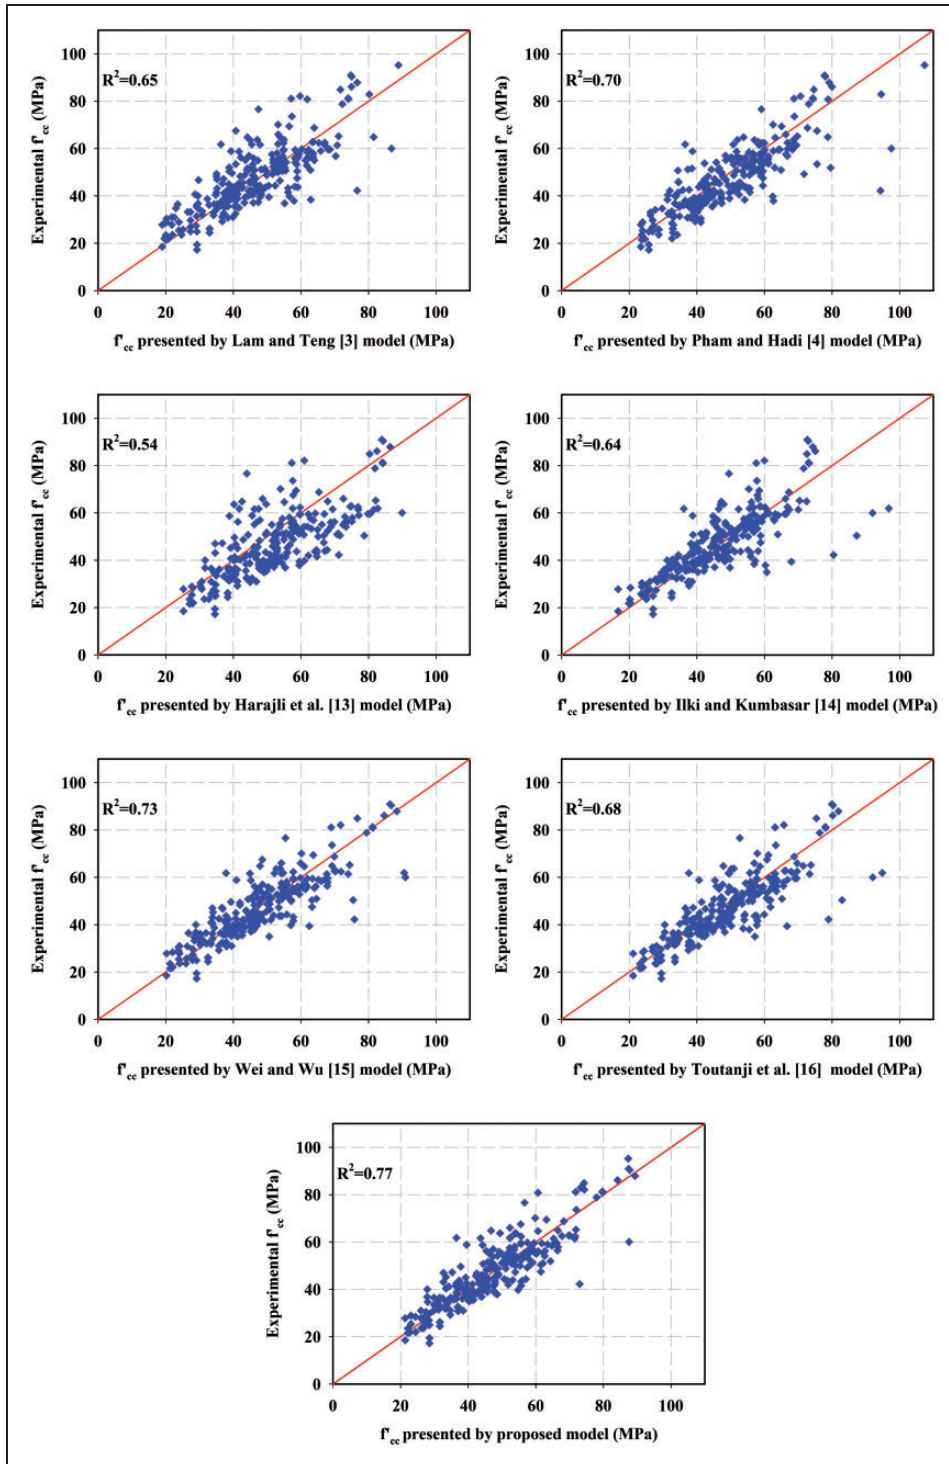 100
80
60
40
20
0
R²=0.65
Experimental f'cc (MPa)
0 20 40 60 80 100
f'cc presented by Lam and Teng [3] model (MPa)
100
80
60
40
20
0
R²=0.70
Experimental f'cc (MPa)
0 20 40 60 80 100
f'cc presented by Pham and Hadi [4] model (MPa)
100
80
60
40
20
0
R²=0.54
Experimental f'cc (MPa)
0 20 40 60 80 100
f'cc presented by Harajli et al. [13] model (MPa)
100
80
60
40
20
0
R²=0.64
Experimental f'cc (MPa)
0 20 40 60 80 100
f'cc presented by Ilki and Kumbasar [14] model (MPa)
100
80
60
40
20
0
R²=0.73
Experimental f'cc (MPa)
0 20 40 60 80 100
f'cc presented by Wei and Wu [15] model (MPa)
100
80
60
40
20
0
R²=0.68
Experimental f'cc (MPa)
0 20 40 60 80 100
f'cc presented by Toutanji et al. [16] model (MPa)
100
80
60
40
20
0
R²=0.77
Experimental f'cc (MPa)
0 20 40 60 80 100
f'cc presented by proposed model (MPa)